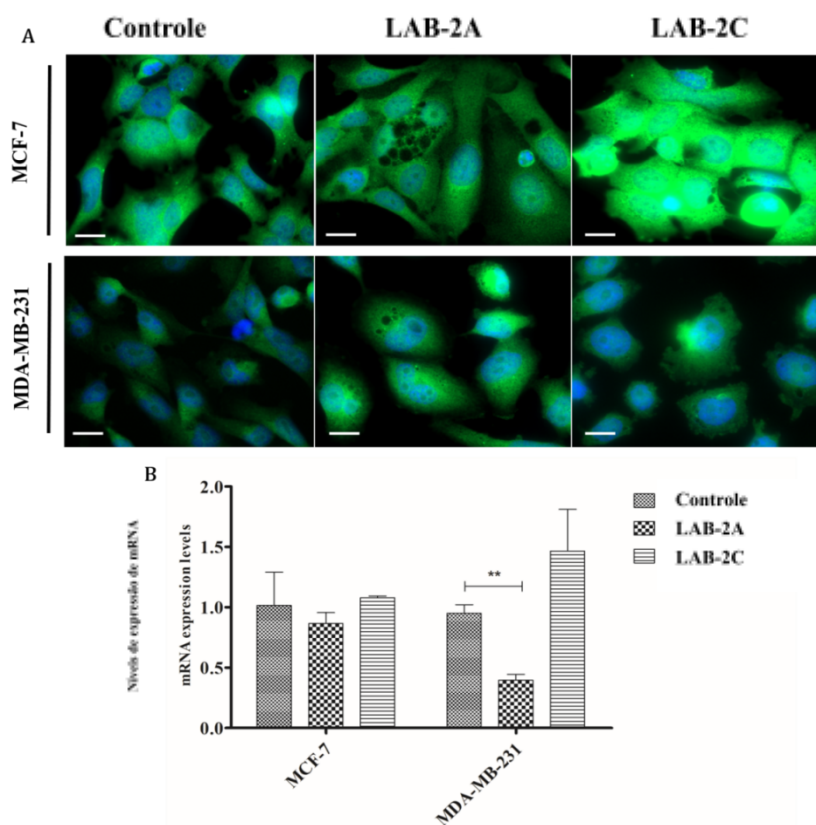 A
Controle
LAB-2A
LAB-2C
MCF-7
MDA-MB-231
B
Níveis de expressão de mRNA
mRNA expression levels
2.0
1.5
1.0
0.5
0.0
**
MCF-7
MDA-MB-231
Controle
LAB-2A
LAB-2C